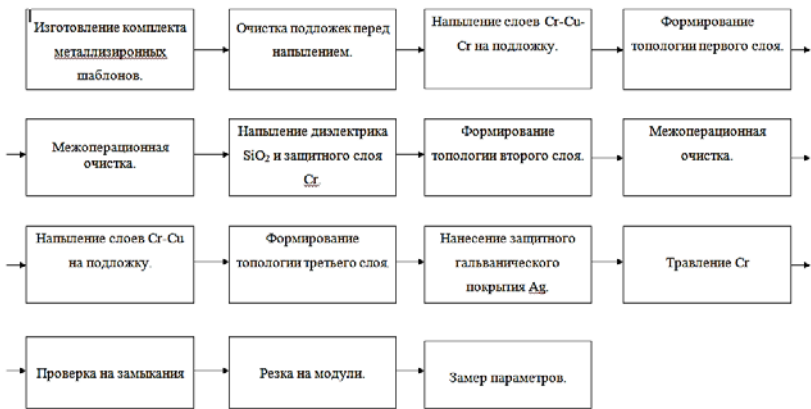 Изготовление комплекта
металлизиронных
шаблонов.
Очистка подложек перед
напылением.
Напыление слоев Cr-Cu-
Cr на подложку.
Формирование
топологии первого слоя.
Межоперационная
очистка.
Напыление диэлектрика
SiO₂ и защитного слоя
Cr.
Формирование
топологии второго слоя.
Межоперационная
очистка.
Напыление слоев Cr-Cu
на подложку.
Формирование
топологии третьего слоя.
Нанесение защитного
гальванического
покрытия Ag.
Травление Cr
Проверка на замыкания
Резка на модули.
Замер параметров.